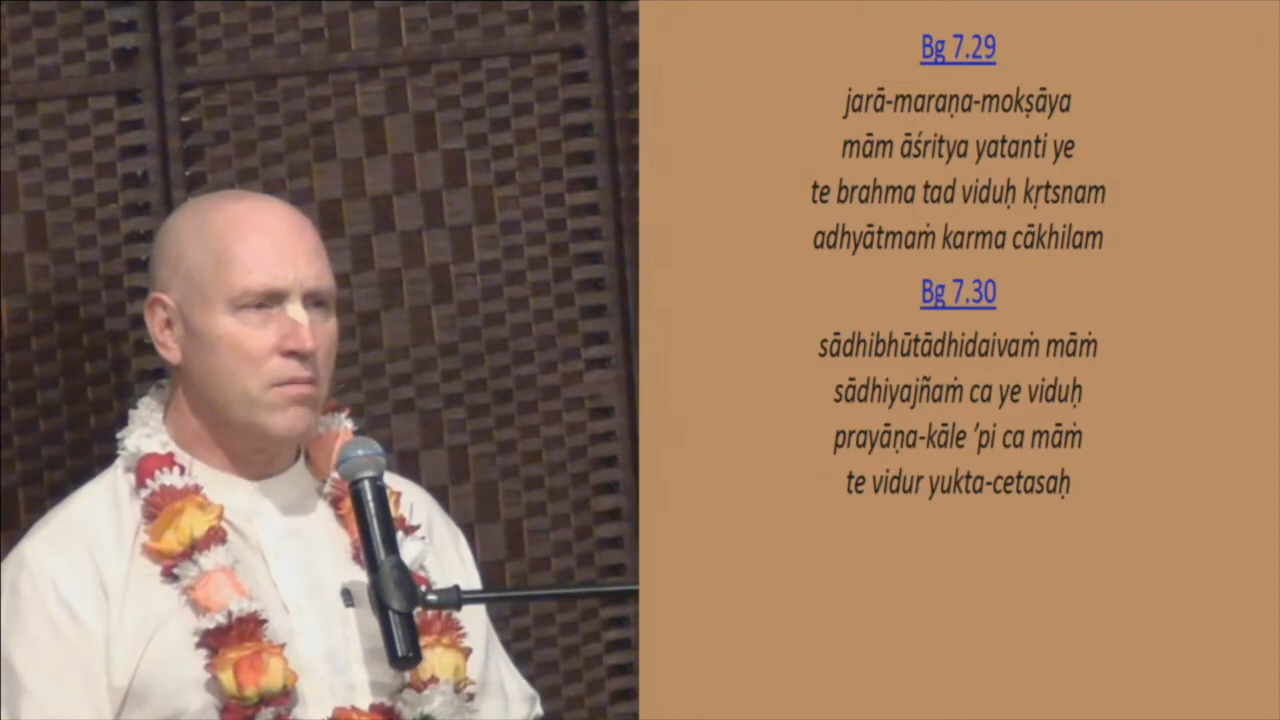 Bg 7.29
jarā-maraṇa-mokṣāya
mām āśritya yatanti ye
te brahma tad viduḥ kṛtsnam
adhyātmaṁ karma cākhilam
Bg 7.30
sādhibhūtādhidaivaṁ māṁ
sādhiyajñaṁ ca ye viduḥ
prayāṇa-kāle ’pi ca māṁ
te vidur yukta-cetasaḥ